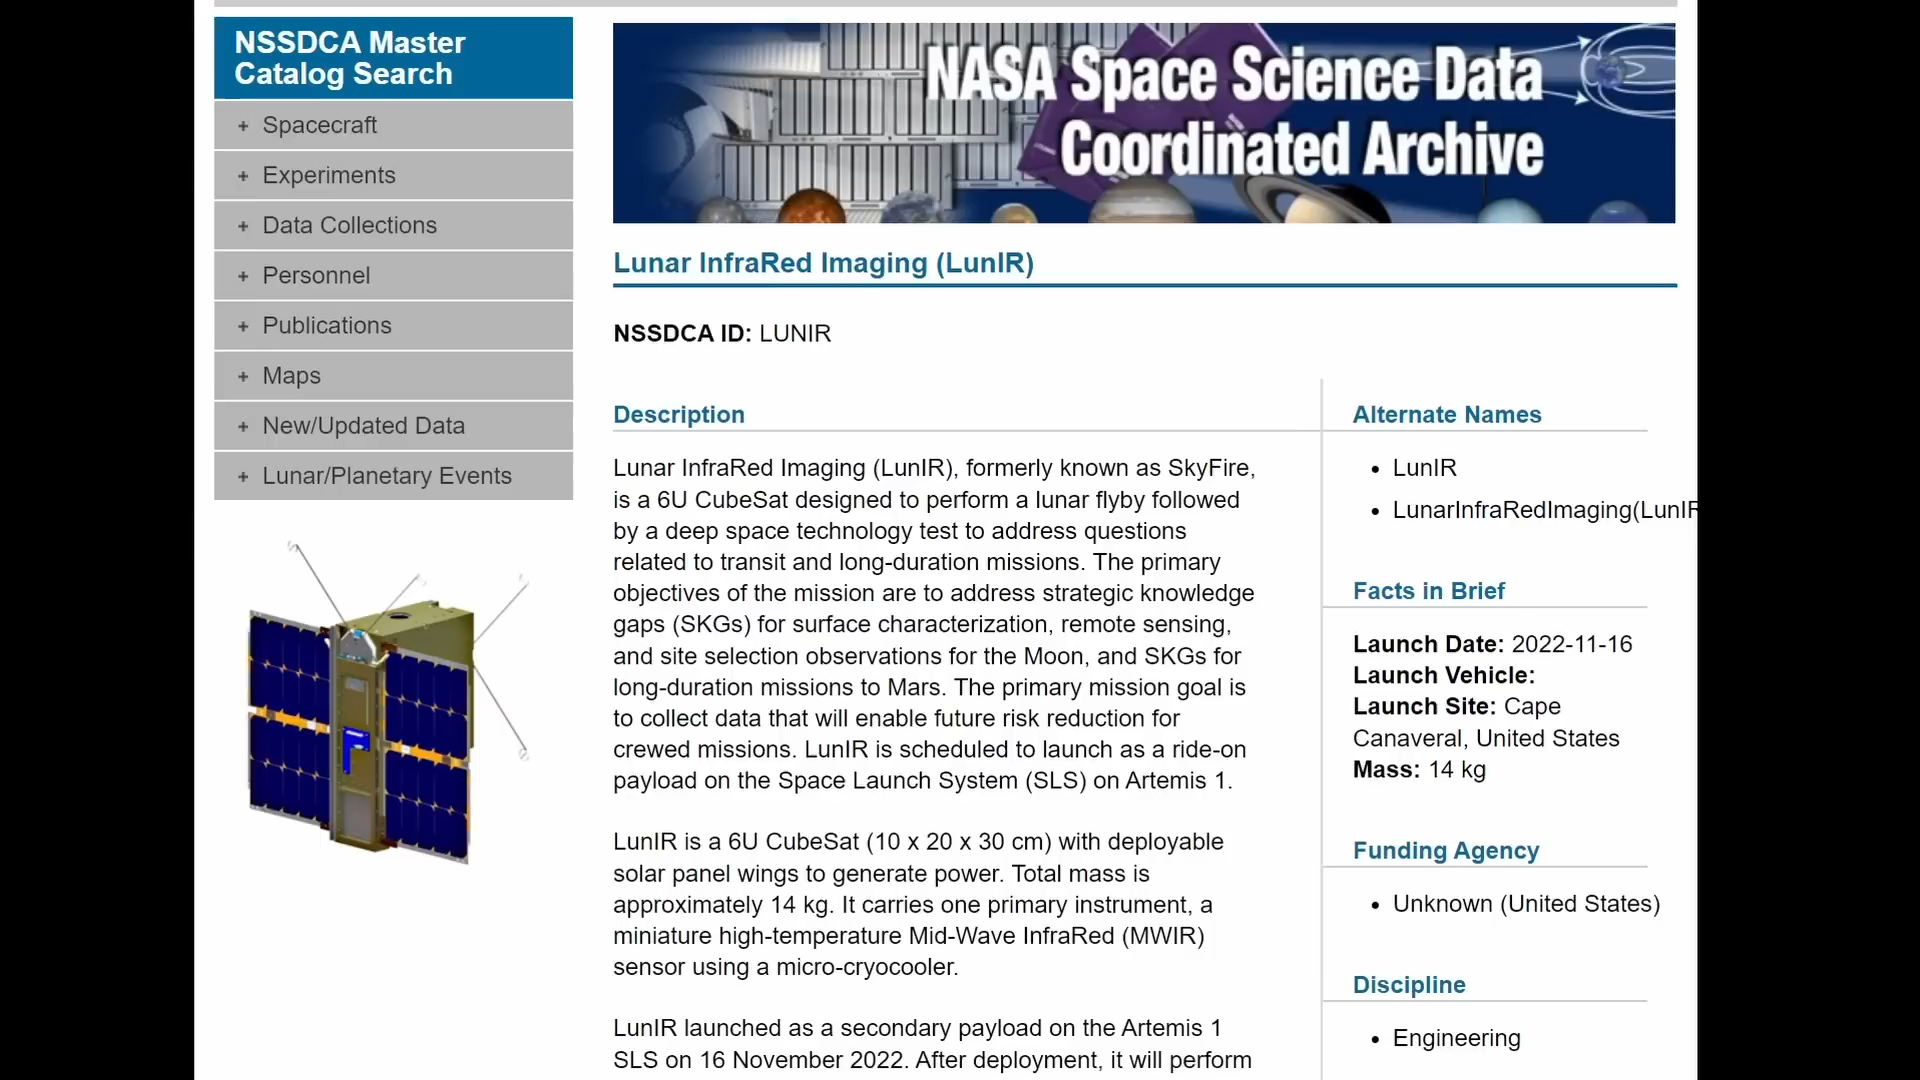 NSSDCA Master
Catalog Search
+ Spacecraft
+ Experiments
+ Data Collections
+ Personnel
+ Publications
+ Maps
+ New/Updated Data
+ Lunar/Planetary Events
NASA Space Science Data
Coordinated Archive
Lunar InfraRed Imaging (LunIR)
NSSDCA ID: LUNIR
Description
Lunar InfraRed Imaging (LunIR), formerly known as SkyFire,
is a 6U CubeSat designed to perform a lunar flyby followed
by a deep space technology test to address questions
related to transit and long-duration missions. The primary
objectives of the mission are to address strategic knowledge
gaps (SKGs) for surface characterization, remote sensing,
and site selection observations for the Moon, and SKGs for
long-duration missions to Mars. The primary mission goal is
to collect data that will enable future risk reduction for
crewed missions. LunIR is scheduled to launch as a ride-on
payload on the Space Launch System (SLS) on Artemis 1.
LunIR is a 6U CubeSat (10 x 20 x 30 cm) with deployable
solar panel wings to generate power. Total mass is
approximately 14 kg. It carries one primary instrument, a
miniature high-temperature Mid-Wave InfraRed (MWIR)
sensor using a micro-cryocooler.
LunIR launched as a secondary payload on the Artemis 1
SLS on 16 November 2022. After deployment, it will perform
Alternate Names
• LunIR
• LunarInfraRedImaging(LunIR
Facts in Brief
Launch Date: 2022-11-16
Launch Vehicle:
Launch Site: Cape
Canaveral, United States
Mass: 14 kg
Funding Agency
• Unknown (United States)
Discipline
• Engineering